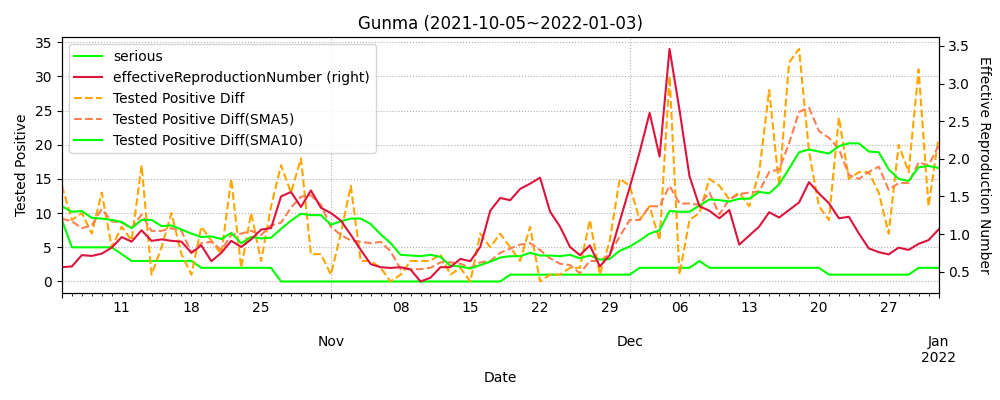 Gunma (2021-10-05~2022-01-03)
serious
effectiveReproductionNumber (right)
Tested Positive Diff
Tested Positive Diff(SMA5)
Tested Positive Diff(SMA10)
Tested Positive
35
30
25
20
15
10
5
0
3.5
3.0
2.5
2.0
1.5
1.0
0.5
Effective Reproduction Number
11 18 25 08 15 22 29 06 13 20 27
Nov Dec Jan
2022
Date